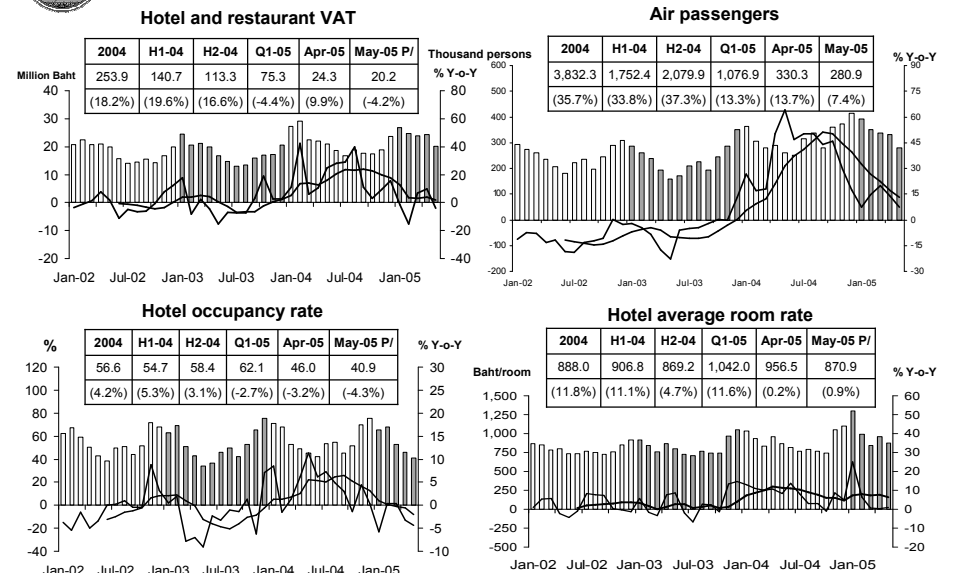 Hotel and restaurant VAT
2004 H1-04 H2-04 Q1-05 Apr-05 May-05 P/
Million Baht 253.9 140.7 113.3 75.3 24.3 20.2 % Y-o-Y
(18.2%) (19.6%) (16.6%) (-4.4%) (9.9%) (-4.2%)
40 80
30 60
20 40
10 20
0 0
-10 -20
-20 -40
Jan-02 Jul-02 Jan-03 Jul-03 Jan-04 Jul-04 Jan-05
Air passengers
Thousand persons 2004 H1-04 H2-04 Q1-05 Apr-05 May-05 % Y-o-Y
3,832.3 1,752.4 2,079.9 1,076.9 330.3 280.9
(35.7%) (33.8%) (37.3%) (13.3%) (13.7%) (7.4%)
600 90
500 75
400 60
300 45
200 30
100 15
0 0
-100 -15
-200 -30
Jan-02 Jul-02 Jan-03 Jul-03 Jan-04 Jul-04 Jan-05
Hotel occupancy rate
% 2004 H1-04 H2-04 Q1-05 Apr-05 May-05 P/ % Y-o-Y
56.6 54.7 58.4 62.1 46.0 40.9
(4.2%) (5.3%) (3.1%) (-2.7%) (-3.2%) (-4.3%)
120 30
100 25
80 20
60 15
40 10
20 5
0 0
-20 -5
-40 -10
Jan-02 Jul-02 Jan-03 Jul-03 Jan-04 Jul-04 Jan-05
Hotel average room rate
2004 H1-04 H2-04 Q1-05 Apr-05 May-05 P/
Baht/room 888.0 906.8 869.2 1,042.0 956.5 870.9 % Y-o-Y
(11.8%) (11.1%) (4.7%) (11.6%) (0.2%) (0.9%)
1,500 60
1,250 50
1,000 40
750 30
500 20
250 10
0 0
-250 -10
-500 -20
Jan-02 Jul-02 Jan-03 Jul-03 Jan-04 Jul-04 Jan-05